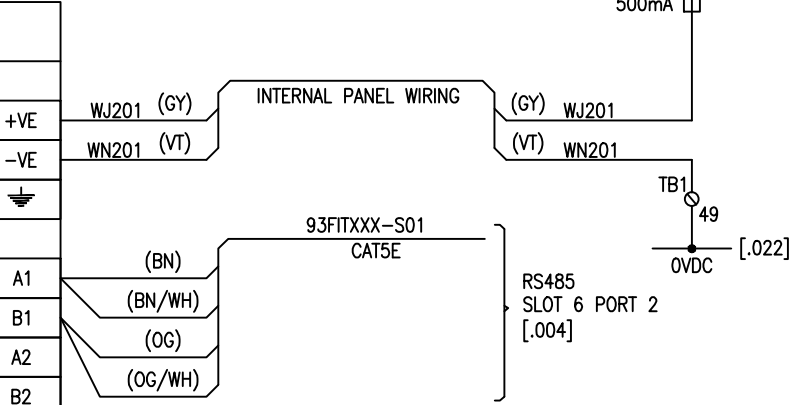 500mA
+VE
WJ201 (GY)
INTERNAL PANEL WIRING
(GY) WJ201
-VE
WN201 (VT)
(VT) WN201
TB1
49
93FITXXX-S01
CAT5E
0VDC
[.022]
A1
(BN)
RS485
SLOT 6 PORT 2
[.004]
B1
(BN/WH)
(OG)
A2
(OG/WH)
B2